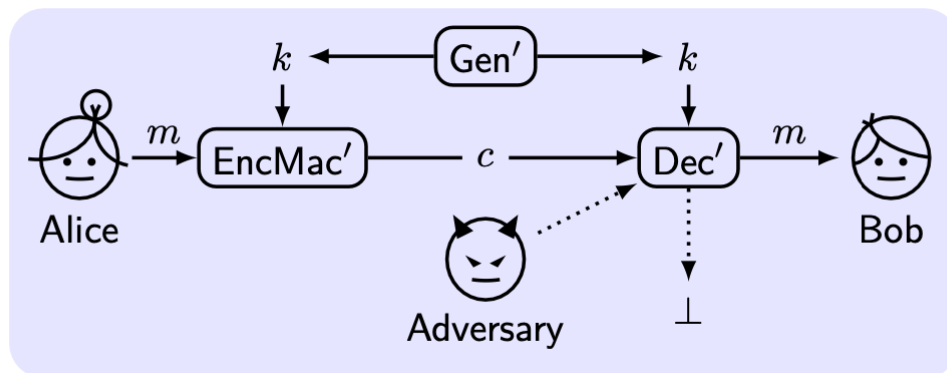 k Gen′ k
m m
EncMac′ c Dec′
Alice Bob
Adversary ⊥